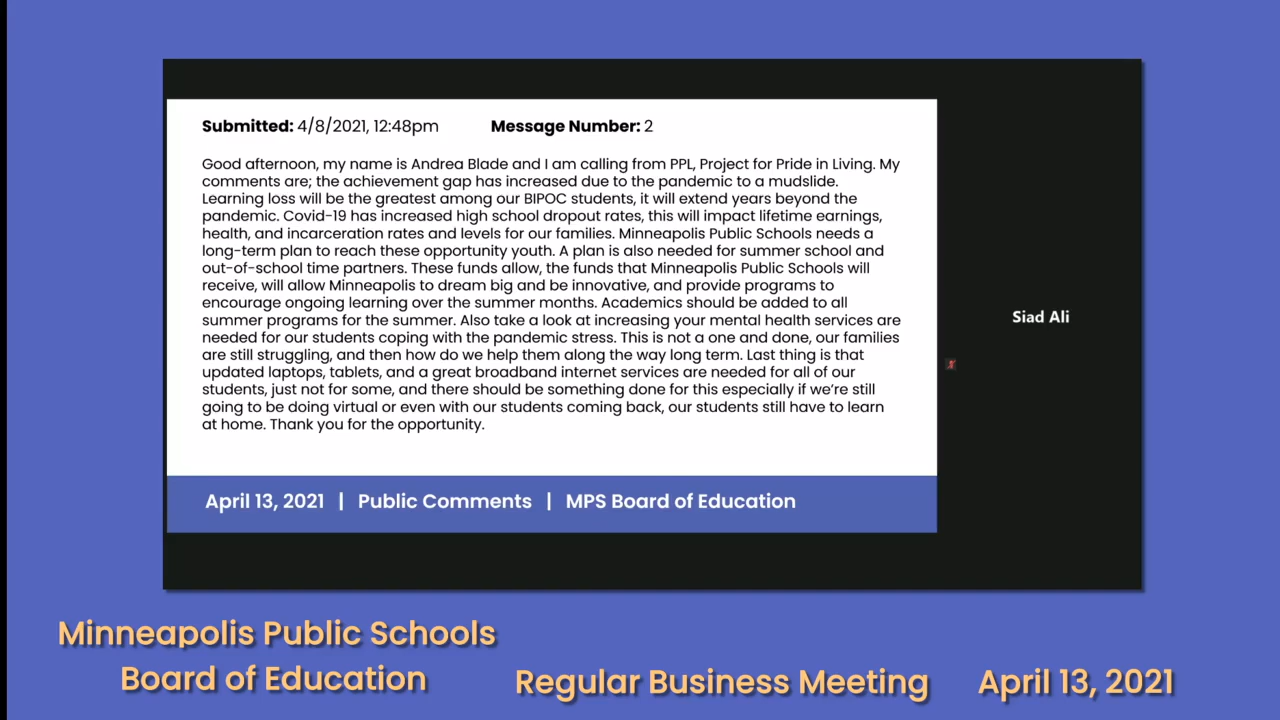 Submitted: 4/8/2021, 12:48pm Message Number: 2
Good afternoon, my name is Andrea Blade and I am calling from PPL, Project for Pride in Living. My
comments are; the achievement gap has increased due to the pandemic to a mudslide.
Learning loss will be the greatest among our BIPOC students, it will extend years beyond the
pandemic. Covid-19 has increased high school dropout rates, this will impact lifetime earnings,
health, and incarceration rates and levels for our families. Minneapolis Public Schools needs a
long-term plan to reach these opportunity youth. A plan is also needed for summer school and
out-of-school time partners. These funds allow, the funds that Minneapolis Public Schools will
receive, will allow Minneapolis to dream big and be innovative, and provide programs to
encourage ongoing learning over the summer months. Academics should be added to all
summer programs for the summer. Also take a look at increasing your mental health services are
needed for our students coping with the pandemic stress. This is not a one and done, our families
are still struggling, and then how do we help them along the way long term. Last thing is that
updated laptops, tablets, and a great broadband internet services are needed for all of our
students, just not for some, and there should be something done for this especially if we're still
going to be doing virtual or even with our students coming back, our students still have to learn
at home. Thank you for the opportunity.
Siad Ali
April 13, 2021 | Public Comments | MPS Board of Education
Minneapolis Public Schools
Board of Education
Regular Business Meeting April 13, 2021